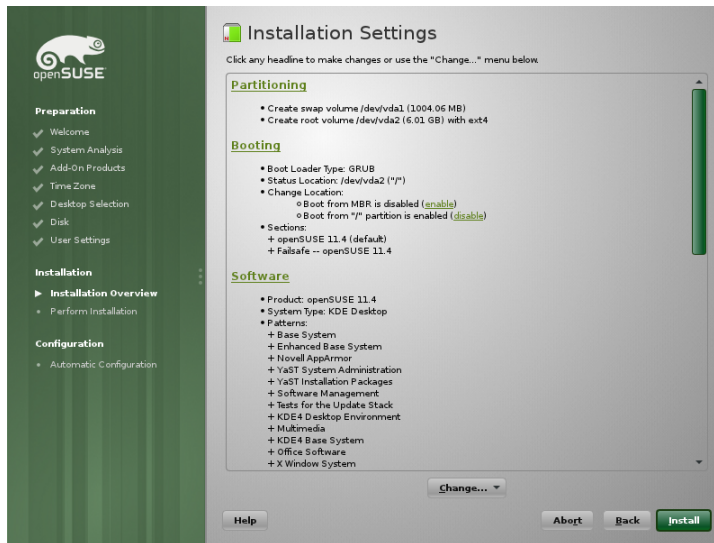 openSUSE
Preparation
Welcome
System Analysis
Add-On Products
Time Zone
Desktop Selection
Disk
User Settings
Installation
Installation Overview
Perform Installation
Configuration
Automatic Configuration
Installation Settings
Click any headline to make changes or use the "Change..." menu below.
Partitioning
• Create swap volume /dev/vda1 (1004.06 MB)
• Create root volume /dev/vda2 (6.01 GB) with ext4
Booting
• Boot Loader Type: GRUB
• Status Location: /dev/vda2 ("/")
• Change Location:
o Boot from MBR is disabled (enable)
o Boot from "/" partition is enabled (disable)
• Sections:
+ openSUSE 11.4 (default)
+ Failsafe -- openSUSE 11.4
Software
• Product: openSUSE 11.4
• System Type: KDE Desktop
• Patterns:
+ Base System
+ Enhanced Base System
+ Novell AppArmor
+ YaST System Administration
+ YaST Installation Packages
+ Software Management
+ Tests for the Update Stack
+ KDE4 Desktop Environment
+ Multimedia
+ KDE4 Base System
+ Office Software
+ X Window System
Change...
Help
Abort
Back
Install